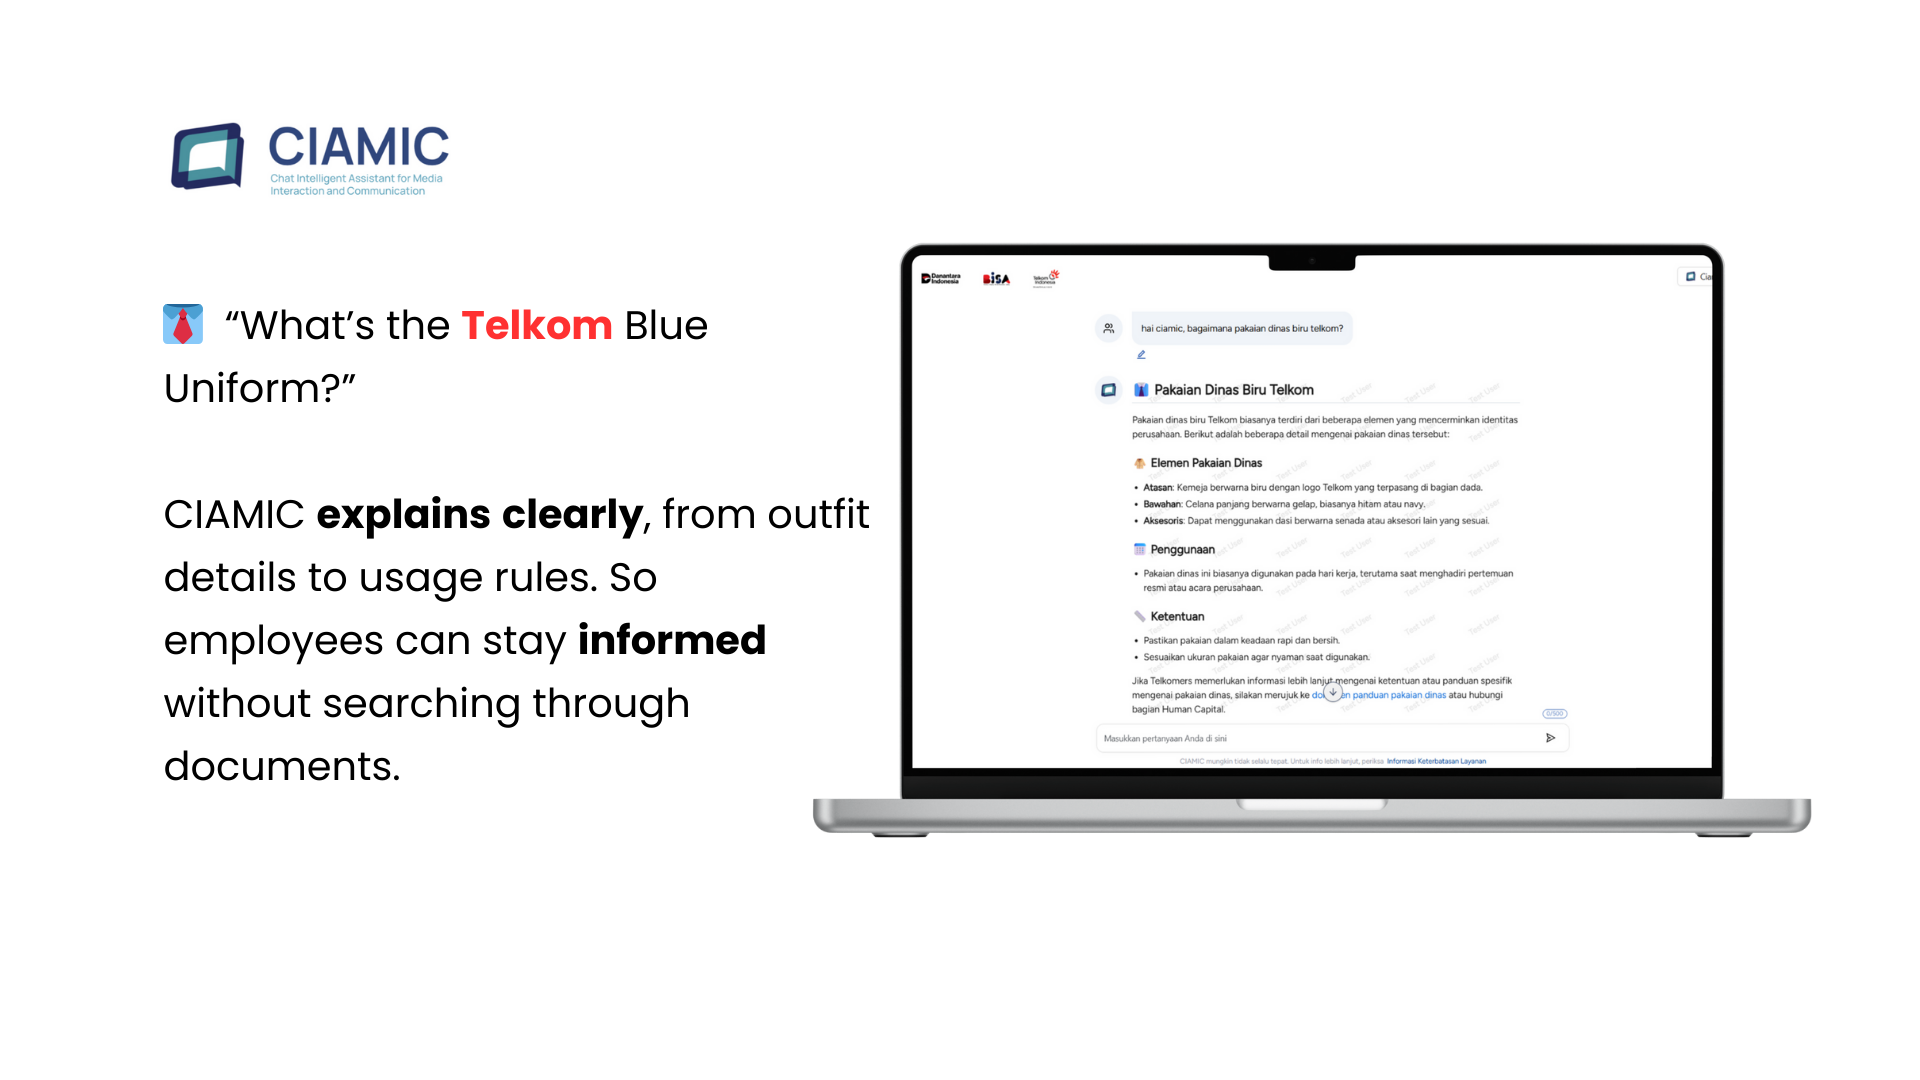 CIAMIC
Chat Intelligent Assistant for Media
Interaction and Communication
“What’s the Telkom Blue
Uniform?”
CIAMIC explains clearly, from outfit
details to usage rules. So
employees can stay informed
without searching through
documents.
Danantara
Indonesia
BiSA
Telkom
Indonesia
Cia
hai ciamic, bagaimana pakaian dinas biru telkom?
Pakaian Dinas Biru Telkom
Pakaian dinas biru Telkom biasanya terdiri dari beberapa elemen yang mencerminkan identitas
perusahaan. Berikut adalah beberapa detail mengenai pakaian dinas tersebut:
Elemen Pakaian Dinas
• Atasan: Kemeja berwarna biru dengan logo Telkom yang terpasang di bagian dada.
• Bawahan: Celana panjang berwarna gelap, biasanya hitam atau navy.
• Aksesoris: Dapat menggunakan dasi berwarna senada atau aksesori lain yang sesuai.
Penggunaan
• Pakaian dinas ini biasanya digunakan pada hari kerja, terutama saat menghadiri pertemuan
resmi atau acara perusahaan.
Ketentuan
• Pastikan pakaian dalam keadaan rapi dan bersih.
• Sesuaikan ukuran pakaian agar nyaman saat digunakan.
Jika Telkomers memerlukan informasi lebih lanjut mengenai ketentuan atau panduan spesifik
mengenai pakaian dinas, silakan merujuk ke do en panduan pakaian dinas atau hubungi
bagian Human Capital.
0/500
Masukkan pertanyaan Anda di sini
CIAMIC mungkin tidak selalu tepat. Untuk info lebih lanjut, periksa Informasi Keterbatasan Layanan
Test User